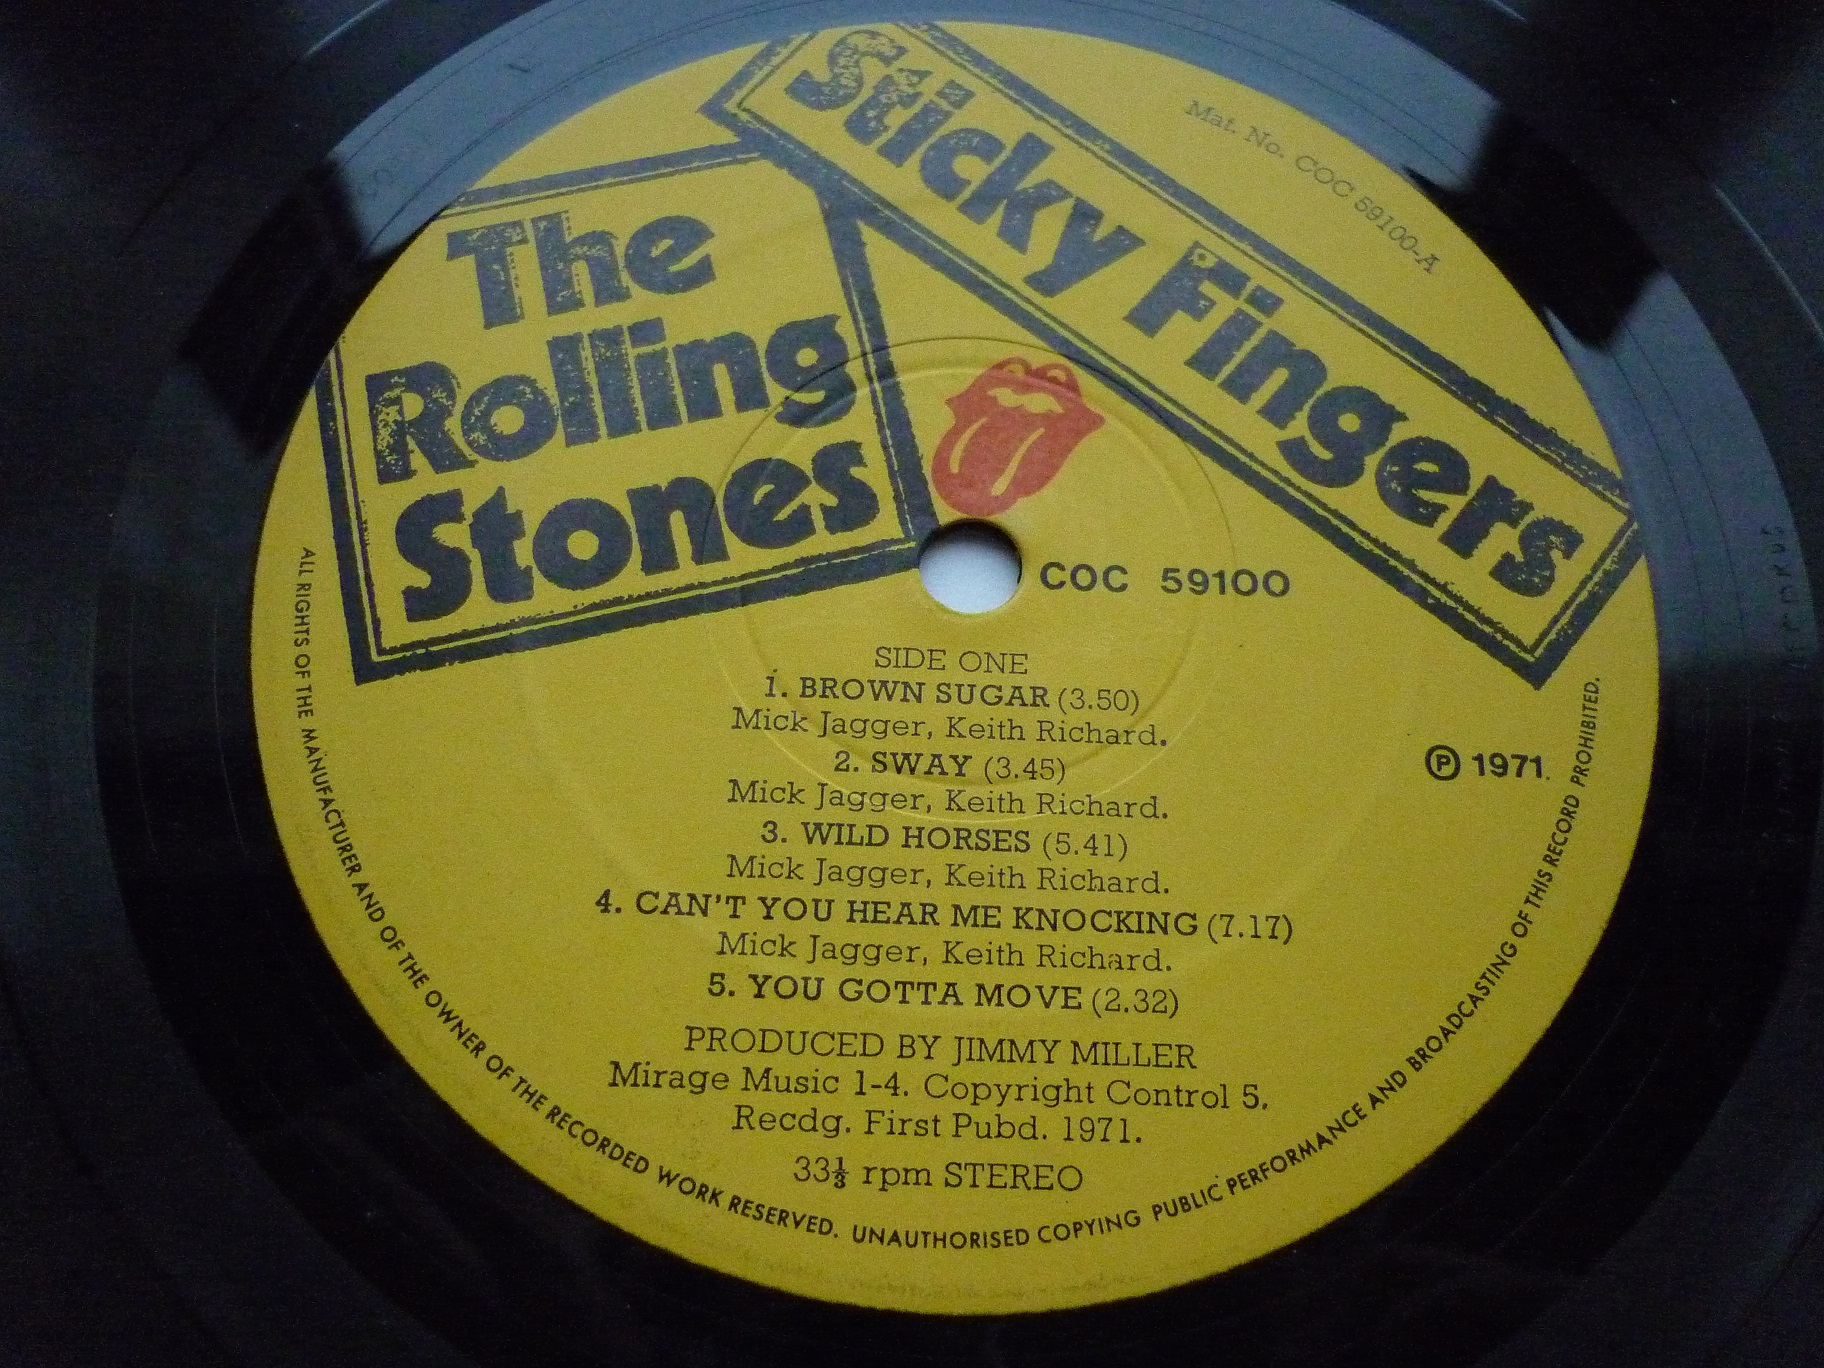 Sticky Fingers
Mat. No. COC 59100-A
The
Rolling
Stones
COC 59100
SIDE ONE
1. BROWN SUGAR (3.50)
Mick Jagger, Keith Richard.
2. SWAY (3.45)
Mick Jagger, Keith Richard.
3. WILD HORSES (5.41)
Mick Jagger, Keith Richard.
4. CAN'T YOU HEAR ME KNOCKING (7.17)
Mick Jagger, Keith Richard.
5. YOU GOTTA MOVE (2.32)
℗ 1971.
PRODUCED BY JIMMY MILLER
Mirage Music 1-4. Copyright Control 5.
Recdg. First Pubd. 1971.
33⅓ rpm STEREO
ALL RIGHTS OF THE MANUFACTURER AND OF THE OWNER OF THE RECORDED WORK RESERVED. UNAUTHORISED COPYING PUBLIC PERFORMANCE AND BROADCASTING OF THIS RECORD PROHIBITED.